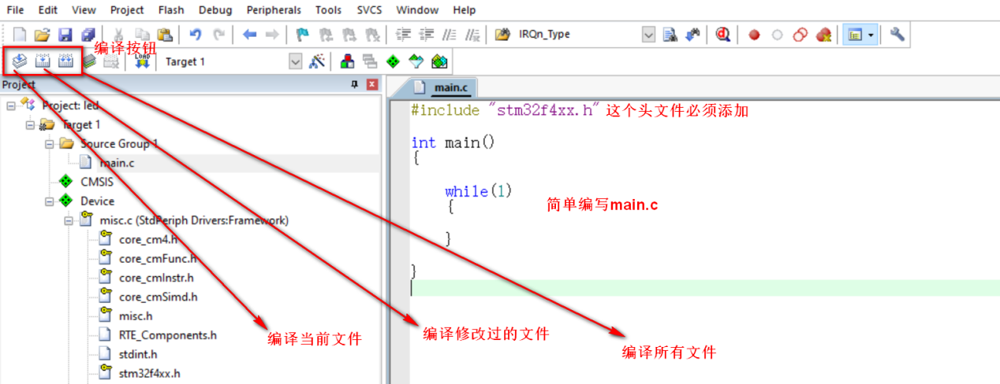 File Edit View Project Flash Debug Peripherals Tools SVCS Window Help
IRQn_Type
编译按钮
LOAD Target 1
Project
main.c
Project: led
Target 1
Source Group 1
main.c
CMSIS
Device
misc.c (StdPeriph Drivers:Framework)
core_cm4.h
core_cmFunc.h
core_cmInstr.h
core_cmSimd.h
misc.h
RTE_Components.h
stdint.h
stm32f4xx.h
#include "stm32f4xx.h" 这个头文件必须添加
int main()
{
while(1)
{
简单编写main.c
}
}
编译当前文件
编译修改过的文件
编译所有文件